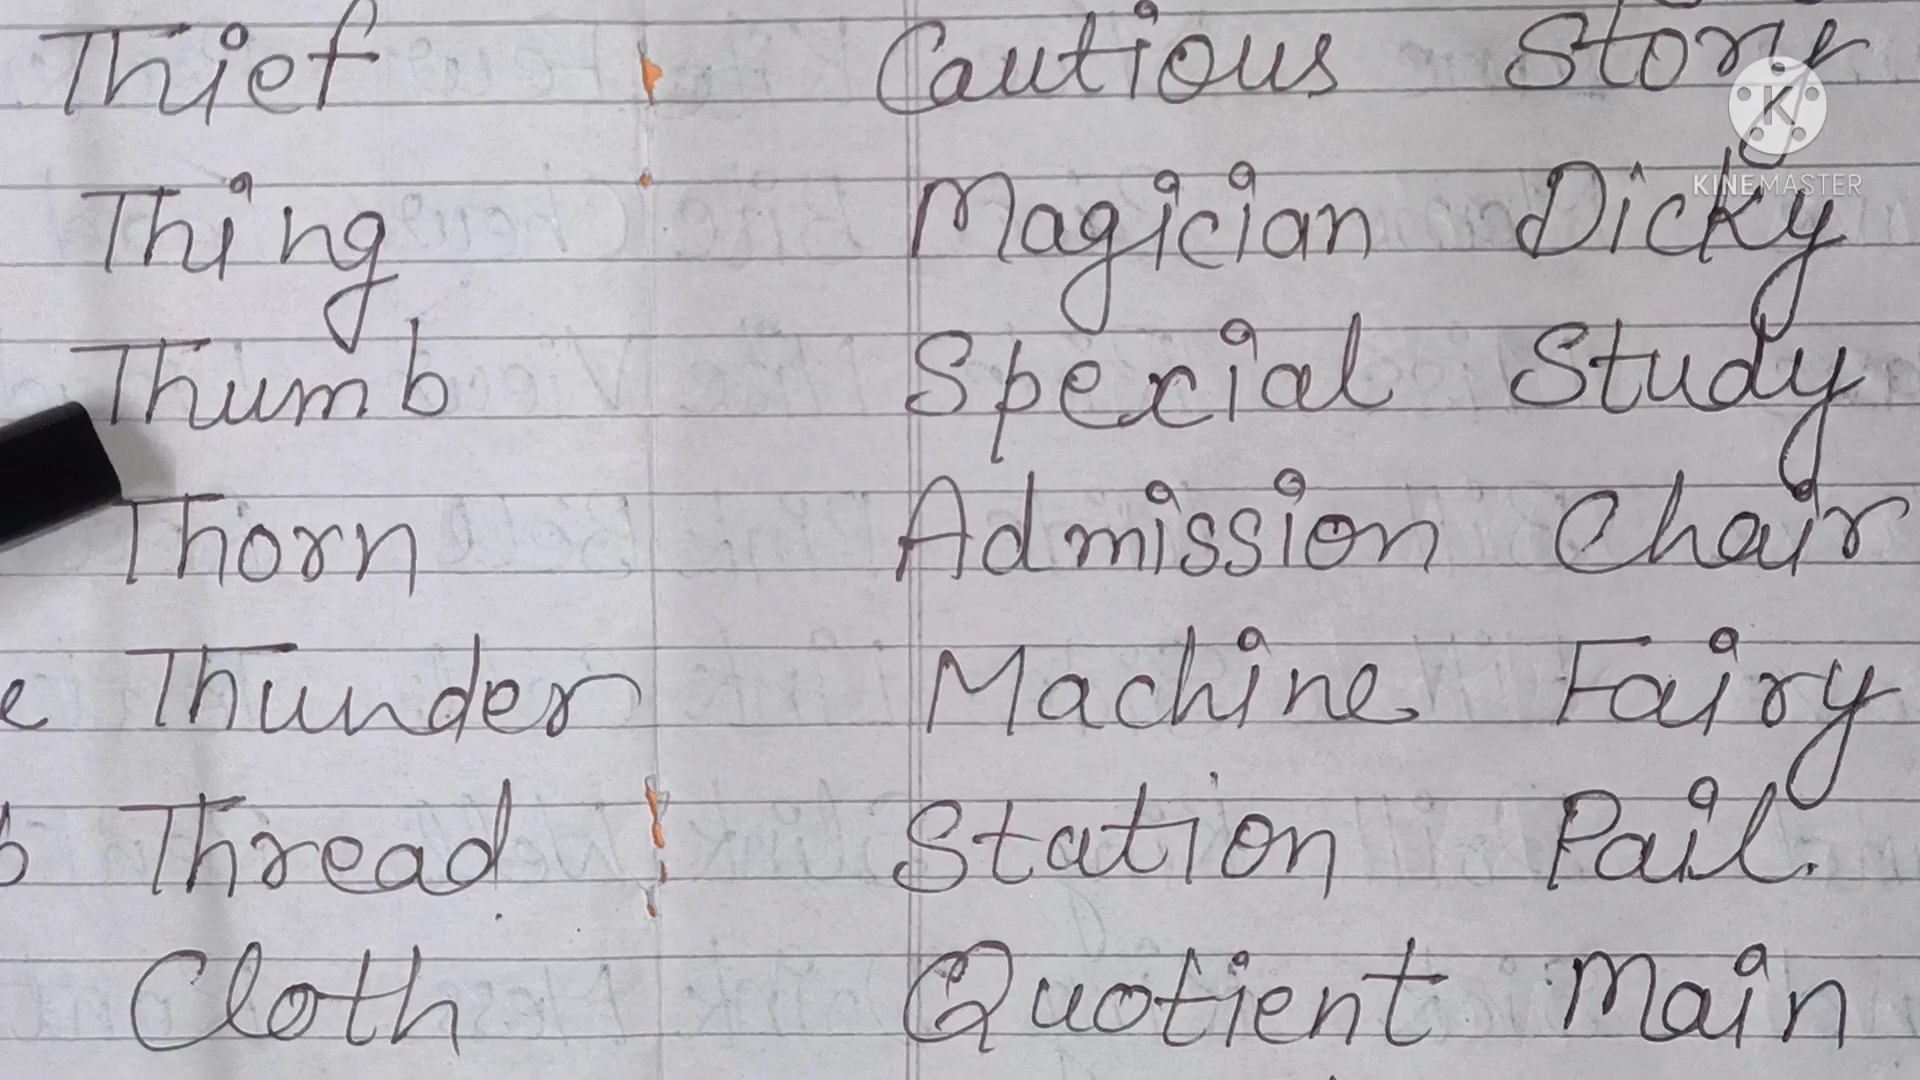 Thief Cautious Story
Thing Magician Dicky
Thumb Special Study
Thorn Admission Chair
e Thunder Machine Fairy
Thread Station Pail.
Cloth Quotient Main
KINEMASTER